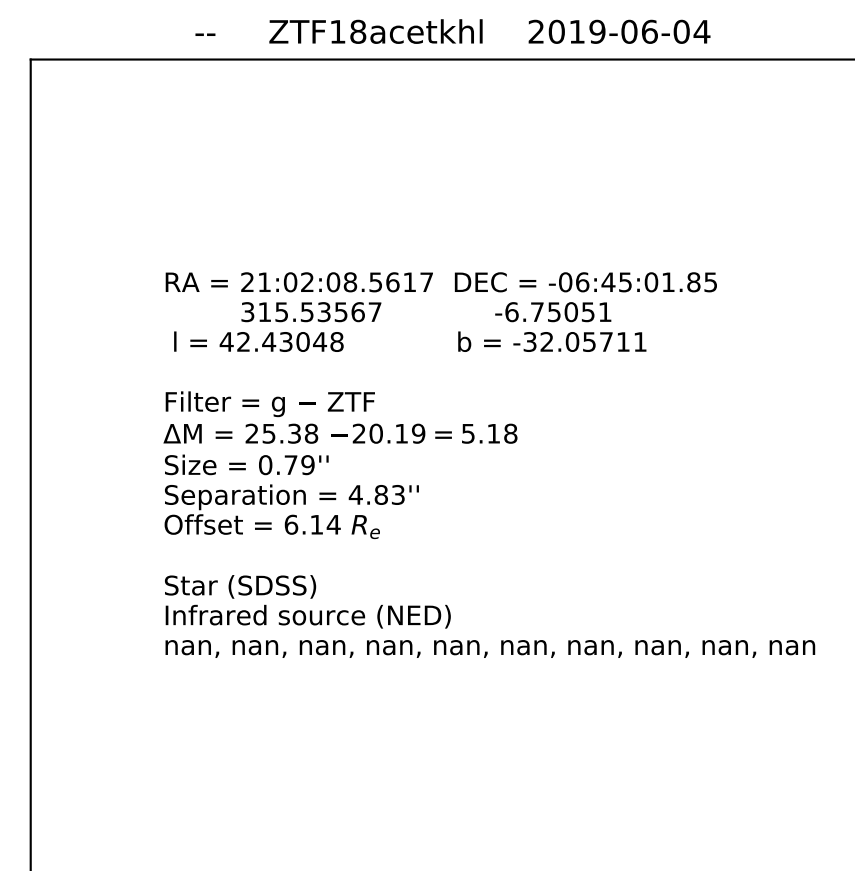 -- ZTF18acetkhl 2019-06-04
RA = 21:02:08.5617 DEC = -06:45:01.85
315.53567 -6.75051
l = 42.43048 b = -32.05711
Filter = g − ZTF
ΔM = 25.38 −20.19 = 5.18
Size = 0.79''
Separation = 4.83''
Offset = 6.14 Re
Star (SDSS)
Infrared source (NED)
nan, nan, nan, nan, nan, nan, nan, nan, nan, nan